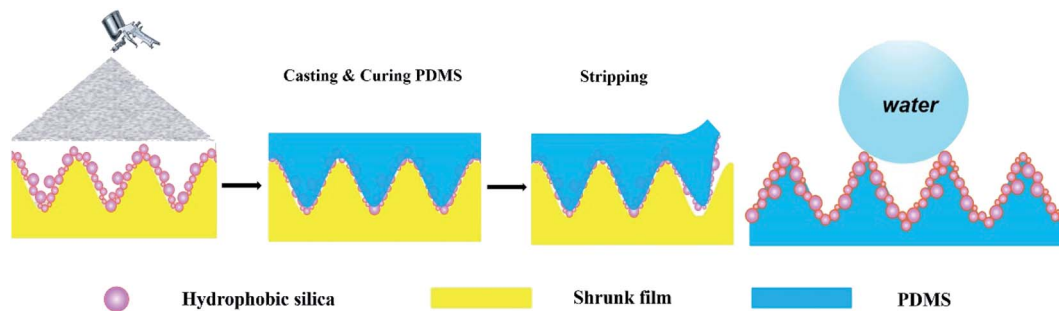 Casting & Curing PDMS
Stripping
water
Hydrophobic silica
Shrunk film
PDMS